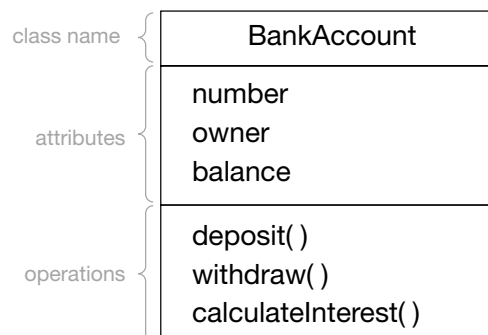 class name
BankAccount
attributes
number
owner
balance
operations
deposit( )
withdraw( )
calculateInterest( )